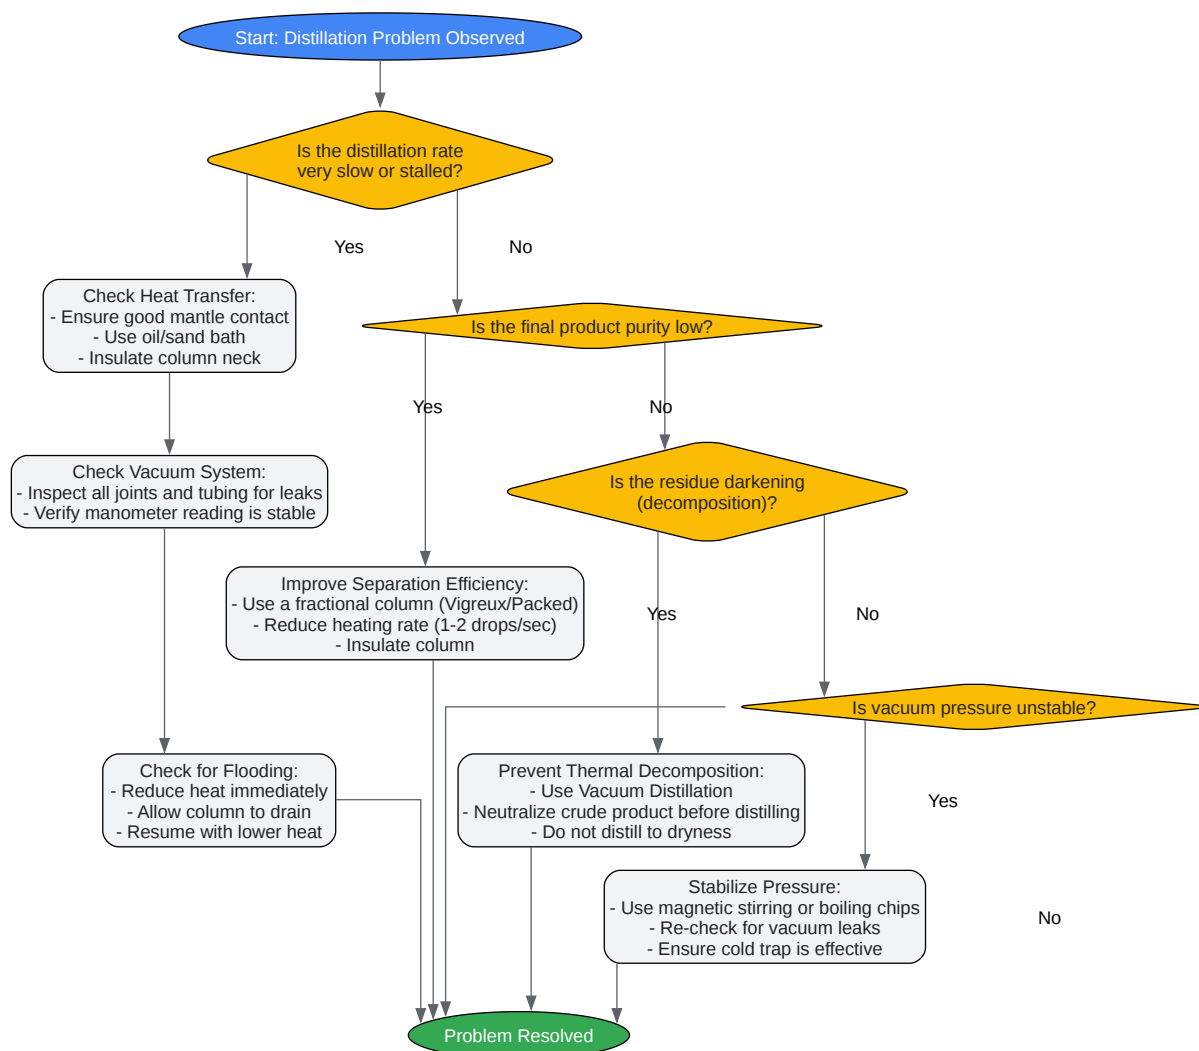 Start: Distillation Problem Observed
Is the distillation rate
very slow or stalled?
Yes
No
Check Heat Transfer:
- Ensure good mantle contact
- Use oil/sand bath
- Insulate column neck
Is the final product purity low?
Yes
No
Check Vacuum System:
- Inspect all joints and tubing for leaks
- Verify manometer reading is stable
Is the residue darkening
(decomposition)?
Improve Separation Efficiency:
- Use a fractional column (Vigreux/Packed)
- Reduce heating rate (1-2 drops/sec)
- Insulate column
Yes
No
Is vacuum pressure unstable?
Check for Flooding:
- Reduce heat immediately
- Allow column to drain
- Resume with lower heat
Prevent Thermal Decomposition:
- Use Vacuum Distillation
- Neutralize crude product before distilling
- Do not distill to dryness
Yes
Stabilize Pressure:
- Use magnetic stirring or boiling chips
- Re-check for vacuum leaks
- Ensure cold trap is effective
No
Problem Resolved